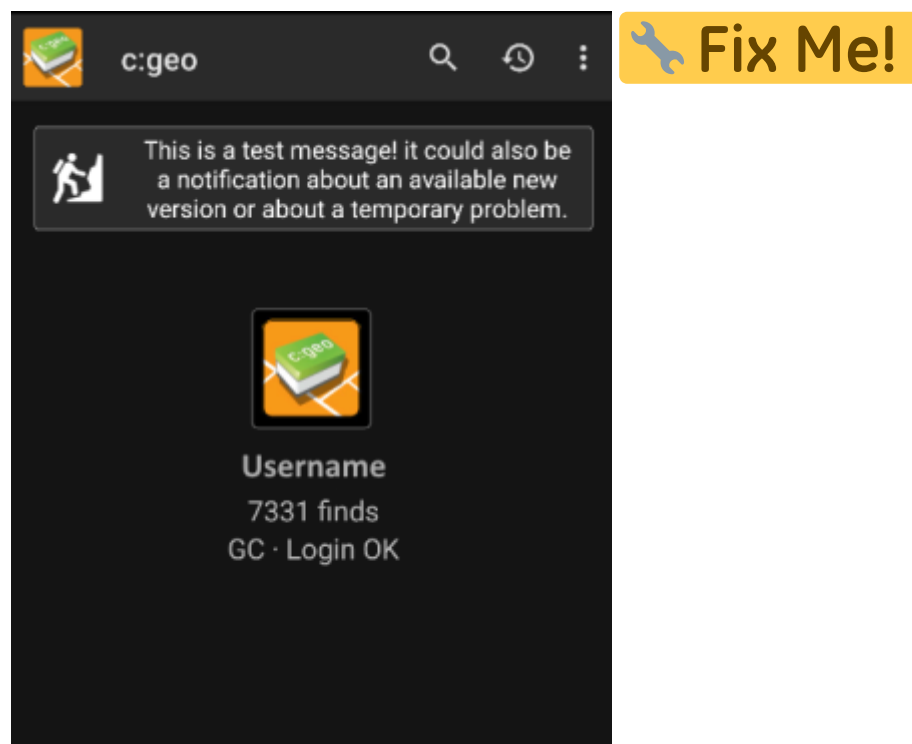 c:geo
c:geo
Fix Me!
This is a test message! it could also be
a notification about an available new
version or about a temporary problem.
c:geo
Username
7331 finds
GC · Login OK